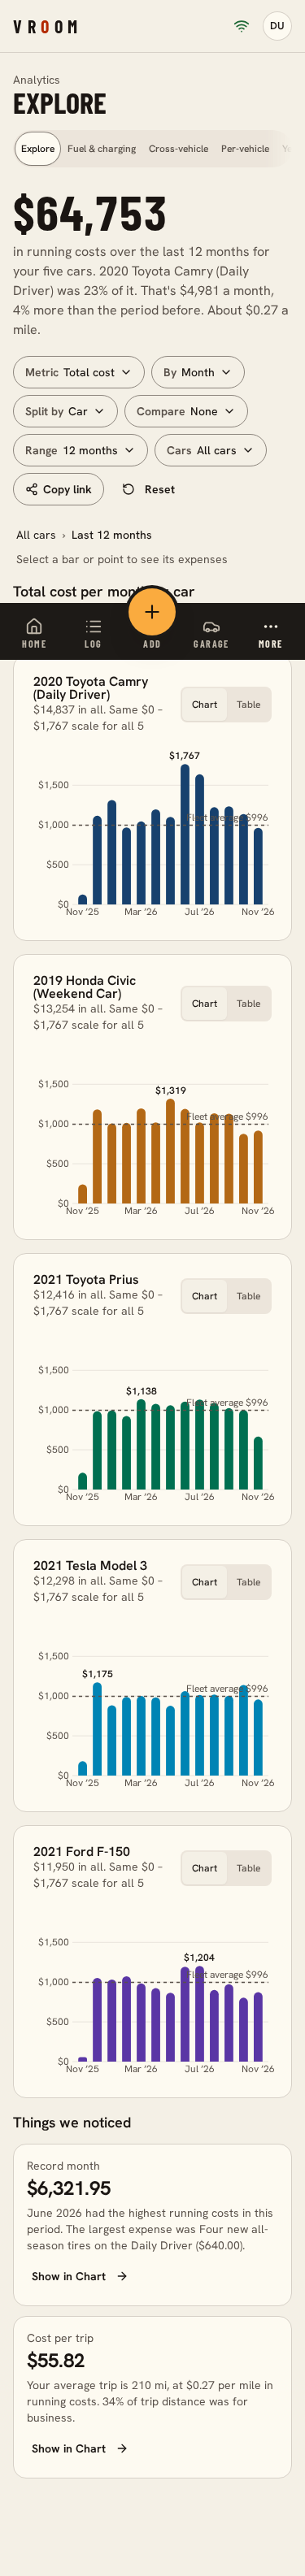 VROOM
DU
Analytics
EXPLORE
Explore
Fuel & charging
Cross-vehicle
Per-vehicle
$64,753
in running costs over the last 12 months for
your five cars. 2020 Toyota Camry (Daily
Driver) was 23% of it. That's $4,981 a month,
4% more than the period before. About $0.27 a
mile.
Metric Total cost
By Month
Split by Car
Compare None
Range 12 months
Cars All cars
Copy link
Reset
All cars › Last 12 months
Select a bar or point to see its expenses
Total cost per month car
HOME
LOG
ADD
GARAGE
MORE
2020 Toyota Camry
(Daily Driver)
$14,837 in all. Same $0 –
$1,767 scale for all 5
Chart
Table
$1,767
$1,500
Fleet average $996
$1,000
$500
$0
Nov ’25
Mar ’26
Jul ’26
Nov ’26
2019 Honda Civic
(Weekend Car)
$13,254 in all. Same $0 –
$1,767 scale for all 5
Chart
Table
$1,500
$1,319
Fleet average $996
$1,000
$500
$0
Nov ’25
Mar ’26
Jul ’26
Nov ’26
2021 Toyota Prius
$12,416 in all. Same $0 –
$1,767 scale for all 5
Chart
Table
$1,500
$1,138
Fleet average $996
$1,000
$500
$0
Nov ’25
Mar ’26
Jul ’26
Nov ’26
2021 Tesla Model 3
$12,298 in all. Same $0 –
$1,767 scale for all 5
Chart
Table
$1,500
$1,175
Fleet average $996
$1,000
$500
$0
Nov ’25
Mar ’26
Jul ’26
Nov ’26
2021 Ford F-150
$11,950 in all. Same $0 –
$1,767 scale for all 5
Chart
Table
$1,500
$1,204
Fleet average $996
$1,000
$500
$0
Nov ’25
Mar ’26
Jul ’26
Nov ’26
Things we noticed
Record month
$6,321.95
June 2026 had the highest running costs in this
period. The largest expense was Four new all-
season tires on the Daily Driver ($640.00).
Show in Chart
Cost per trip
$55.82
Your average trip is 210 mi, at $0.27 per mile in
running costs. 34% of trip distance was for
business.
Show in Chart